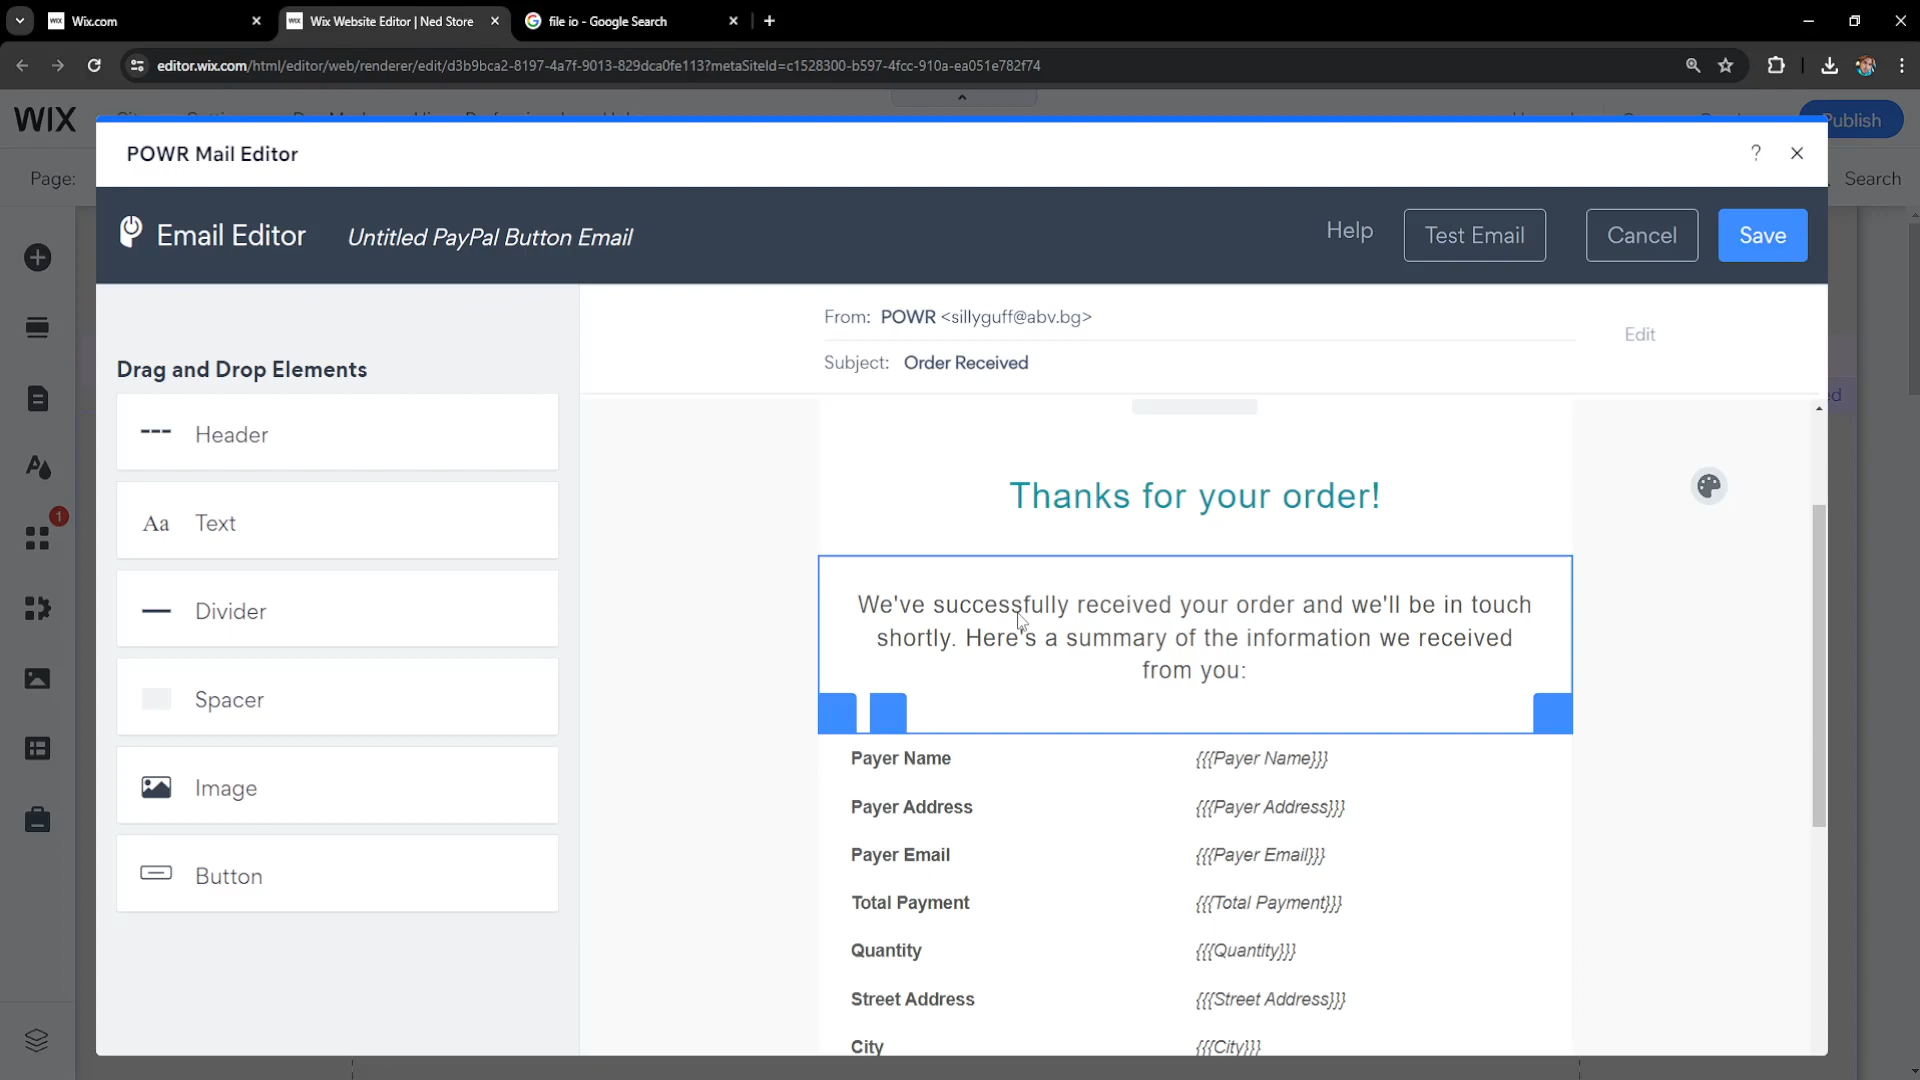 Wix.com
Wix Website Editor | Ned Store
file io - Google Search
editor.wix.com/html/editor/web/renderer/edit/d3b9bca2-8197-4a7f-9013-829dca0fe113?metaSiteId=c1528300-b597-4fcc-910a-ea051e782f74
WIX
Publish
POWR Mail Editor
?
Page:
Search
Email Editor
Untitled PayPal Button Email
Help
Test Email
Cancel
Save
From: POWR <sillyguff@abv.bg>
Edit
Subject: Order Received
Drag and Drop Elements
Header
Aa Text
Divider
Spacer
Image
Button
1
Thanks for your order!
We've successfully received your order and we'll be in touch
shortly. Here's a summary of the information we received
from you:
Payer Name {{{Payer Name}}}
Payer Address {{{Payer Address}}}
Payer Email {{{Payer Email}}}
Total Payment {{{Total Payment}}}
Quantity {{{Quantity}}}
Street Address {{{Street Address}}}
City {{{City}}}